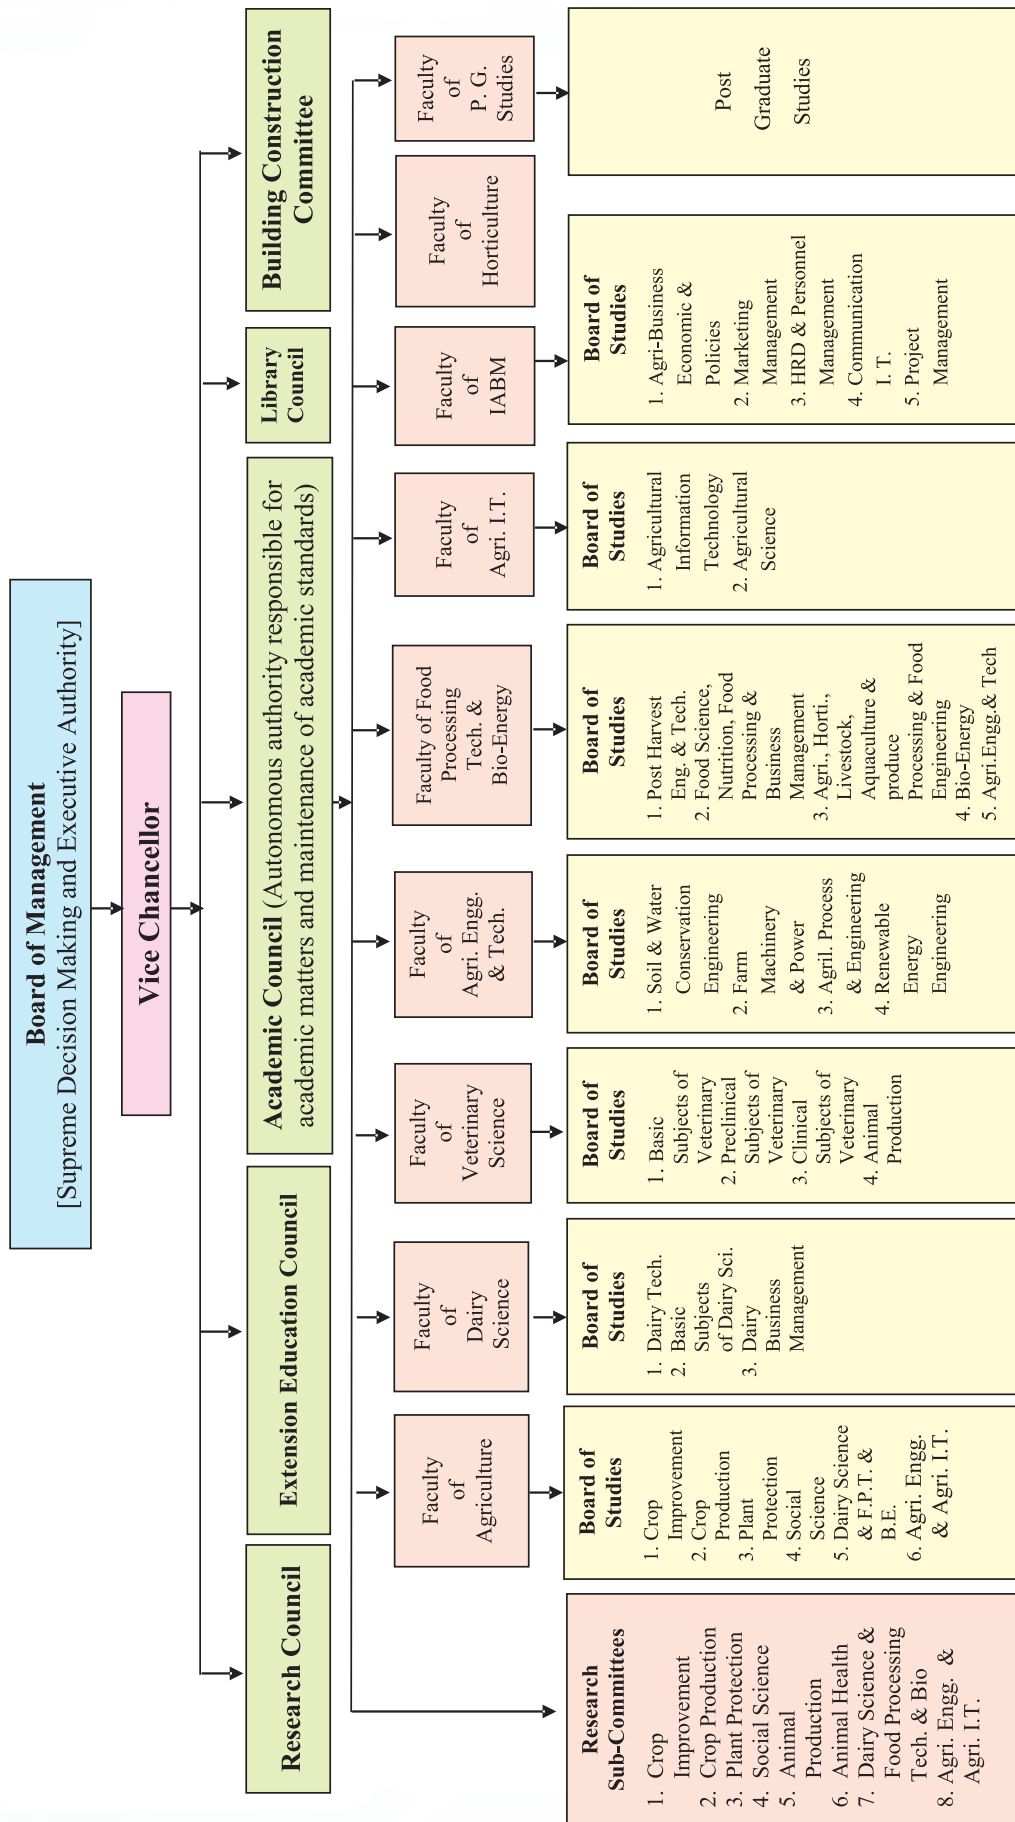 Board of Management
[Supreme Decision Making and Executive Authority]
Vice Chancellor
Research Council
Extension Education Council
Academic Council (Autonomous authority responsible for
academic matters and maintenance of academic standards)
Library
Council
Building Construction
Committee
Faculty
of
Agriculture
Faculty
of
Dairy
Science
Faculty
of
Veterinary
Science
Faculty
of
Agri. Engg.
& Tech.
Faculty of Food
Processing
Tech. &
Bio-Energy
Faculty
of
Agri. I.T.
Faculty
of
IABM
Faculty
of
Horticulture
Faculty
of
P. G.
Studies
Research
Sub-Committees
1. Crop
Improvement
2. Crop Production
3. Plant Protection
4. Social Science
5. Animal
Production
6. Animal Health
7. Dairy Science &
Food Processing
Tech. & Bio
8. Agri. Engg. &
Agri. I.T.
Board of
Studies
1. Crop
Improvement
2. Crop
Production
3. Plant
Protection
4. Social
Science
5. Dairy Science
& F.P.T. &
B.E.
6. Agri. Engg.
& Agri. I.T.
Board of
Studies
1. Dairy Tech.
2. Basic
Subjects
of Dairy Sci.
3. Dairy
Business
Management
Board of
Studies
1. Basic
Subjects of
Veterinary
2. Preclinical
Subjects of
Veterinary
3. Clinical
Subjects of
Veterinary
4. Animal
Production
Board of
Studies
1. Soil & Water
Conservation
Engineering
2. Farm
Machinery
& Power
3. Agril. Process
& Engineering
4. Renewable
Energy
Engineering
Board of
Studies
1. Post Harvest
Eng. & Tech.
2. Food Science,
Nutrition, Food
Processing &
Business
Management
3. Agri., Horti.,
Livestock,
Aquaculture &
produce
Processing & Food
Engineering
4. Bio-Energy
5. Agri.Engg.& Tech
Board of
Studies
1. Agricultural
Information
Technology
2. Agricultural
Science
Board of
Studies
1. Agri-Business
Economic &
Policies
2. Marketing
Management
3. HRD & Personnel
Management
4. Communication
I. T.
5. Project
Management
Post
Graduate
Studies